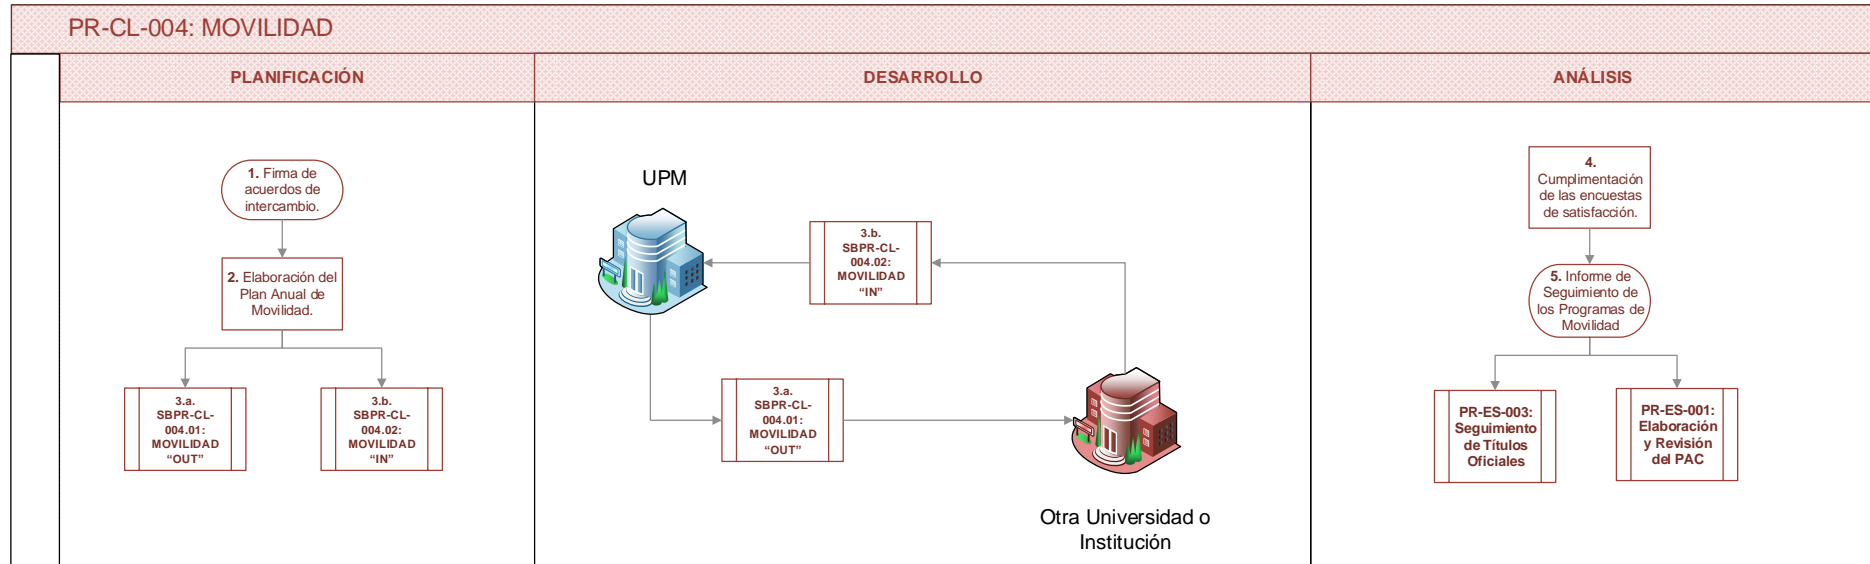 PR-CL-004: MOVILIDAD
PLANIFICACIÓN
DESARROLLO
ANÁLISIS
1. Firma de
acuerdos de
intercambio.
2. Elaboración del
Plan Anual de
Movilidad.
3.a.
SBPR-CL-
004.01:
MOVILIDAD
“OUT”
3.b.
SBPR-CL-
004.02:
MOVILIDAD
“IN”
UPM
3.b.
SBPR-CL-
004.02:
MOVILIDAD
“IN”
3.a.
SBPR-CL-
004.01:
MOVILIDAD
“OUT”
Otra Universidad o
Institución
4.
Cumplimentación
de las encuestas
de satisfacción.
5. Informe de
Seguimiento de
los Programas de
Movilidad
PR-ES-003:
Seguimiento
de Títulos
Oficiales
PR-ES-001:
Elaboración
y Revisión
del PAC